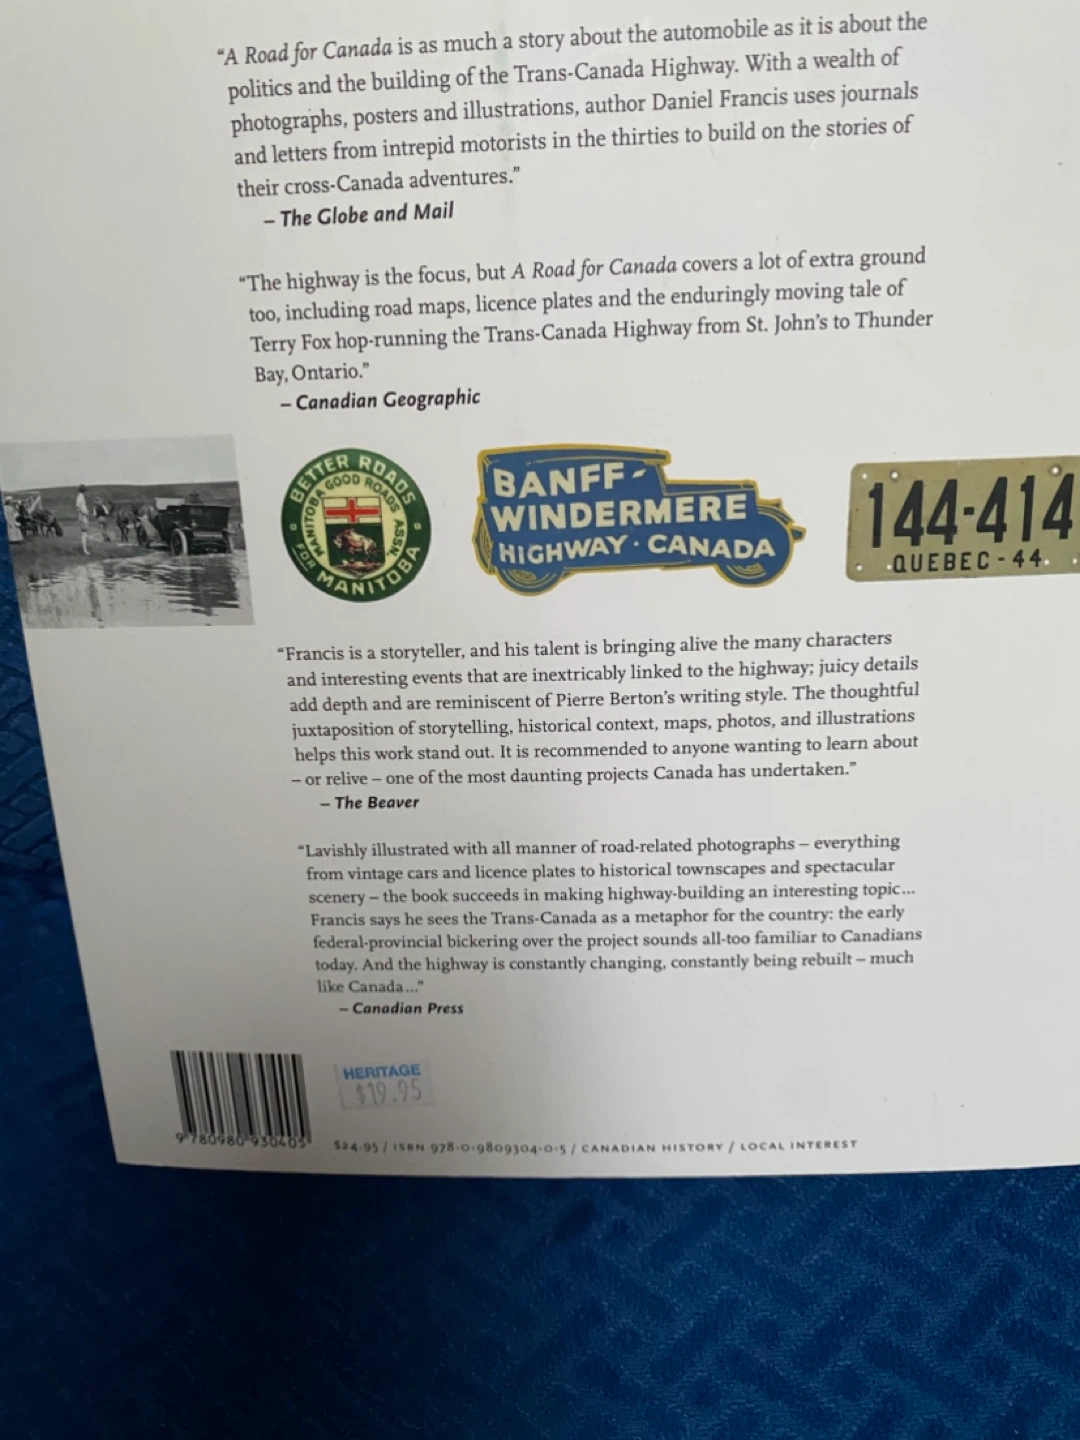 “A Road for Canada is as much a story about the automobile as it is about the
politics and the building of the Trans-Canada Highway. With a wealth of
photographs, posters and illustrations, author Daniel Francis uses journals
and letters from intrepid motorists in the thirties to build on the stories of
their cross-Canada adventures.”
– The Globe and Mail
“The highway is the focus, but A Road for Canada covers a lot of extra ground
too, including road maps, licence plates and the enduringly moving tale of
Terry Fox hop-running the Trans-Canada Highway from St. John’s to Thunder
Bay, Ontario.”
– Canadian Geographic
BETTER ROADS
FOR MANITOBA
MANITOBA GOOD ROADS ASSN.
BANFF-
WINDERMERE
HIGHWAY · CANADA
144-414
QUEBEC - 44
“Francis is a storyteller, and his talent is bringing alive the many characters
and interesting events that are inextricably linked to the highway; juicy details
add depth and are reminiscent of Pierre Berton’s writing style. The thoughtful
juxtaposition of storytelling, historical context, maps, photos, and illustrations
helps this work stand out. It is recommended to anyone wanting to learn about
– or relive – one of the most daunting projects Canada has undertaken.”
– The Beaver
“Lavishly illustrated with all manner of road-related photographs – everything
from vintage cars and licence plates to historical townscapes and spectacular
scenery – the book succeeds in making highway-building an interesting topic...
Francis says he sees the Trans-Canada as a metaphor for the country: the early
federal-provincial bickering over the project sounds all-too familiar to Canadians
today. And the highway is constantly changing, constantly being rebuilt – much
like Canada...”
– Canadian Press
HERITAGE
$19.95
9 780980 930405
$24.95 / ISBN 978-0-9809304-0-5 / CANADIAN HISTORY / LOCAL INTEREST